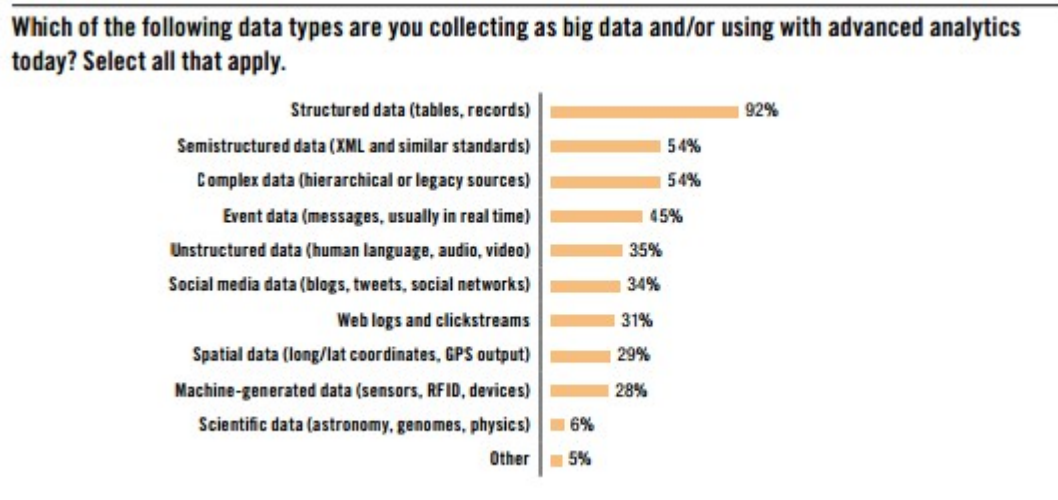 Which of the following data types are you collecting as big data and/or using with advanced analytics
today? Select all that apply.
Structured data (tables, records) 92%
Semistructured data (XML and similar standards) 54%
Complex data (hierarchical or legacy sources) 54%
Event data (messages, usually in real time) 45%
Unstructured data (human language, audio, video) 35%
Social media data (blogs, tweets, social networks) 34%
Web logs and clickstreams 31%
Spatial data (long/lat coordinates, GPS output) 29%
Machine-generated data (sensors, RFID, devices) 28%
Scientific data (astronomy, genomes, physics) 6%
Other 5%